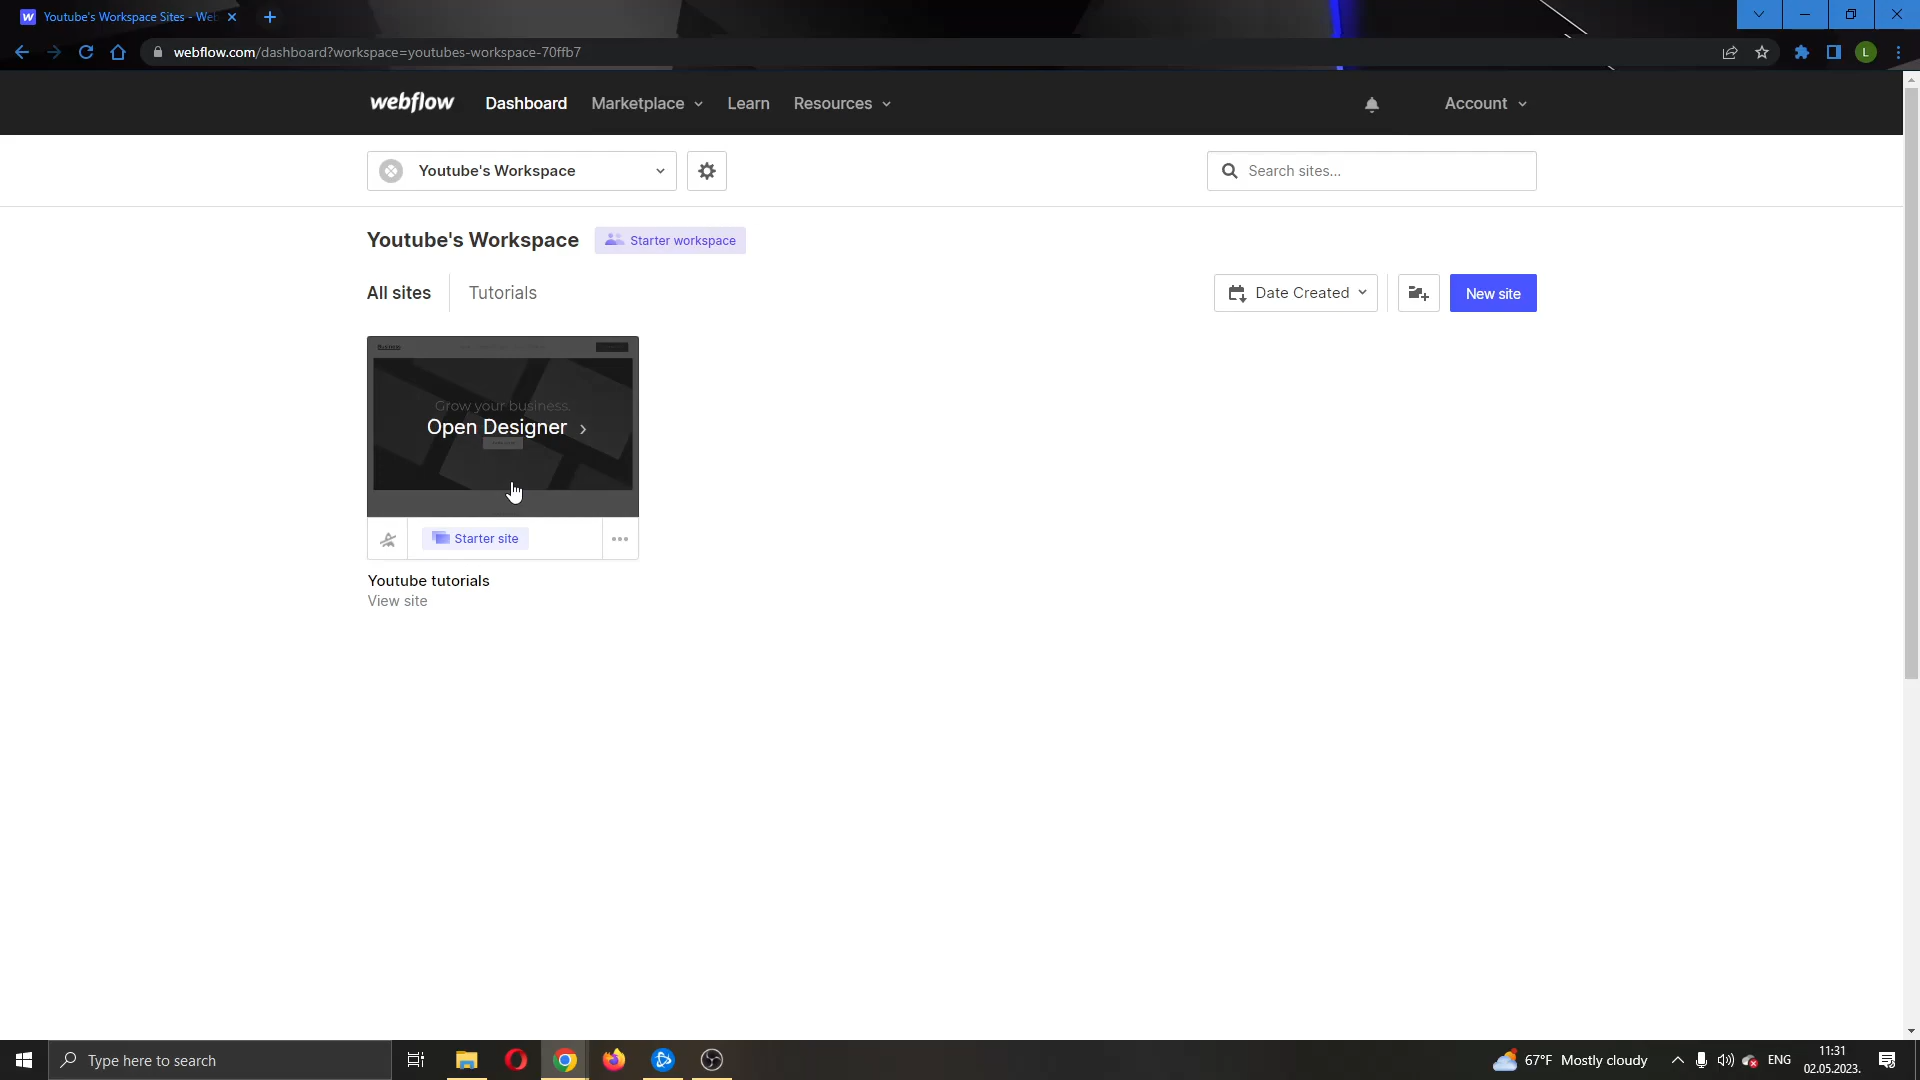 Youtube's Workspace Sites - Web
webflow.com/dashboard?workspace=youtubes-workspace-70ffb7
L
webflow
Dashboard
Marketplace
Learn
Resources
Account
Youtube's Workspace
Search sites...
Youtube's Workspace
Starter workspace
All sites
Tutorials
Date Created
New site
Business
Grow your business.
Open Designer
Starter site
Youtube tutorials
View site
Type here to search
67°F Mostly cloudy
ENG
11:31
02.05.2023.